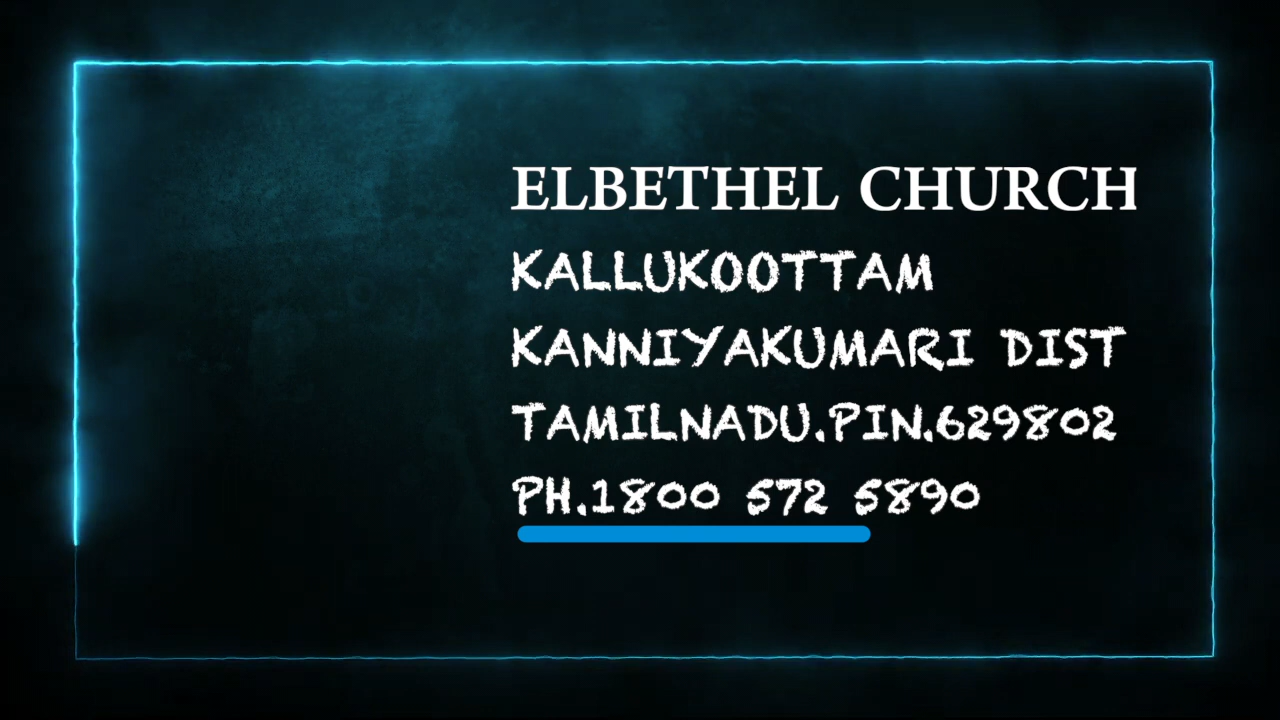 ELBETHEL CHURCH
KALLUKOOTTAM
KANNIYAKUMARI DIST
TAMILNADU.PIN.629802
PH.1800 572 5890